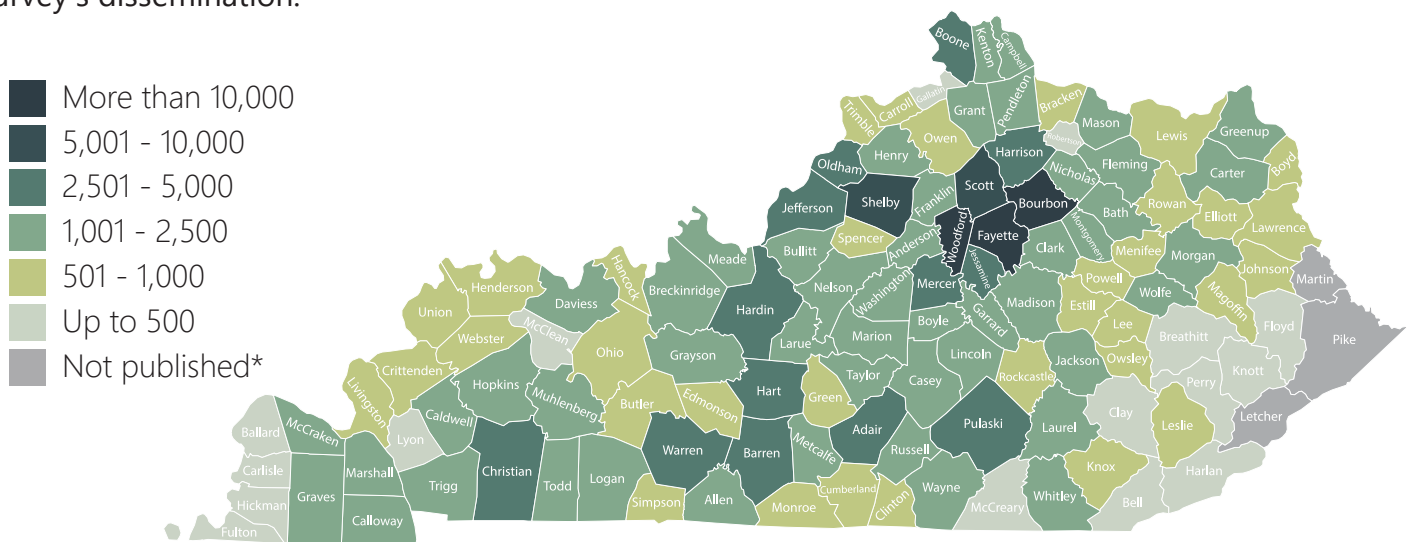 urvey's dissemination.
More than 10,000
5,001 - 10,000
2,501 - 5,000
1,001 - 2,500
501 - 1,000
Up to 500
Not published*
Boone
Kenton
Campbell
Gallatin
Carroll
Trimble
Grant
Pendleton
Bracken
Mason
Lewis
Greenup
Owen
Robertson
Henry
Oldham
Harrison
Fleming
Carter
Boyd
Nicholas
Franklin
Scott
Shelby
Jefferson
Bourbon
Rowan
Elliott
Bath
Lawrence
Spencer
Woodford
Fayette
Montgomery
Anderson
Clark
Menifee
Morgan
Bullitt
Meade
Hancock
Henderson
Daviess
Breckinridge
Nelson
Washington
Mercer
Jessamine
Powell
Wolfe
Magoffin
Johnson
Martin
Union
Madison
Estill
Hardin
Webster
McClean
Ohio
Larue
Marion
Boyle
Garrard
Lee
Floyd
Pike
Breathitt
Crittenden
Grayson
Lincoln
Jackson
Owsley
Knott
Perry
Livingston
Hopkins
Muhlenberg
Butler
Edmonson
Hart
Green
Taylor
Casey
Rockcastle
Clay
Leslie
Letcher
Ballard
McCraken
Lyon
Caldwell
Warren
Barren
Metcalfe
Adair
Russell
Pulaski
Laurel
Knox
Harlan
Carlisle
Graves
Marshall
Trigg
Christian
Todd
Logan
Simpson
Allen
Monroe
Cumberland
Clinton
Wayne
McCreary
Whitley
Bell
Hickman
Fulton
Calloway